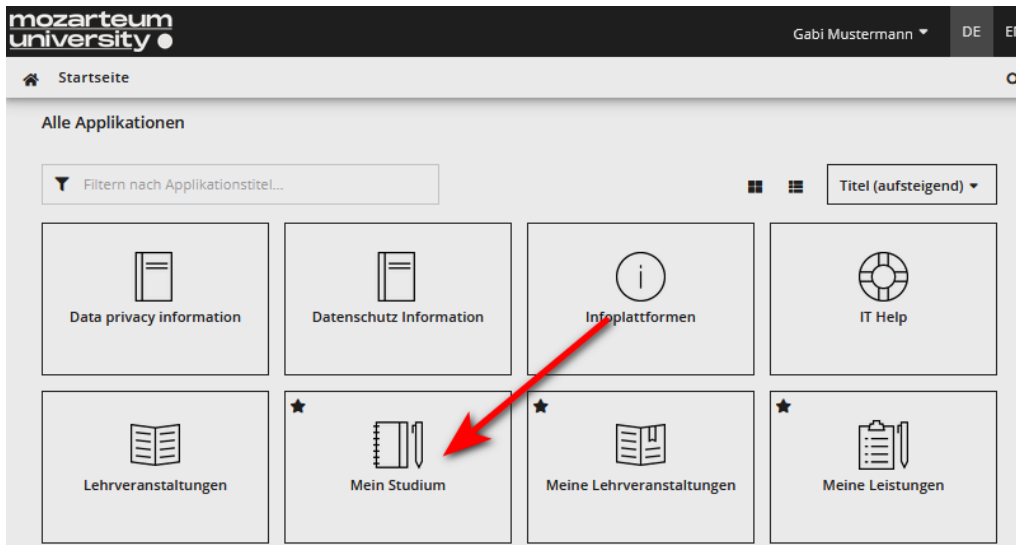 mozarteum
university
Gabi Mustermann
DE
Startseite
Alle Applikationen
Filtern nach Applikationstitel...
Titel (aufsteigend)
Data privacy information
Datenschutz Information
Infoplattformen
IT Help
Lehrveranstaltungen
Mein Studium
Meine Lehrveranstaltungen
Meine Leistungen